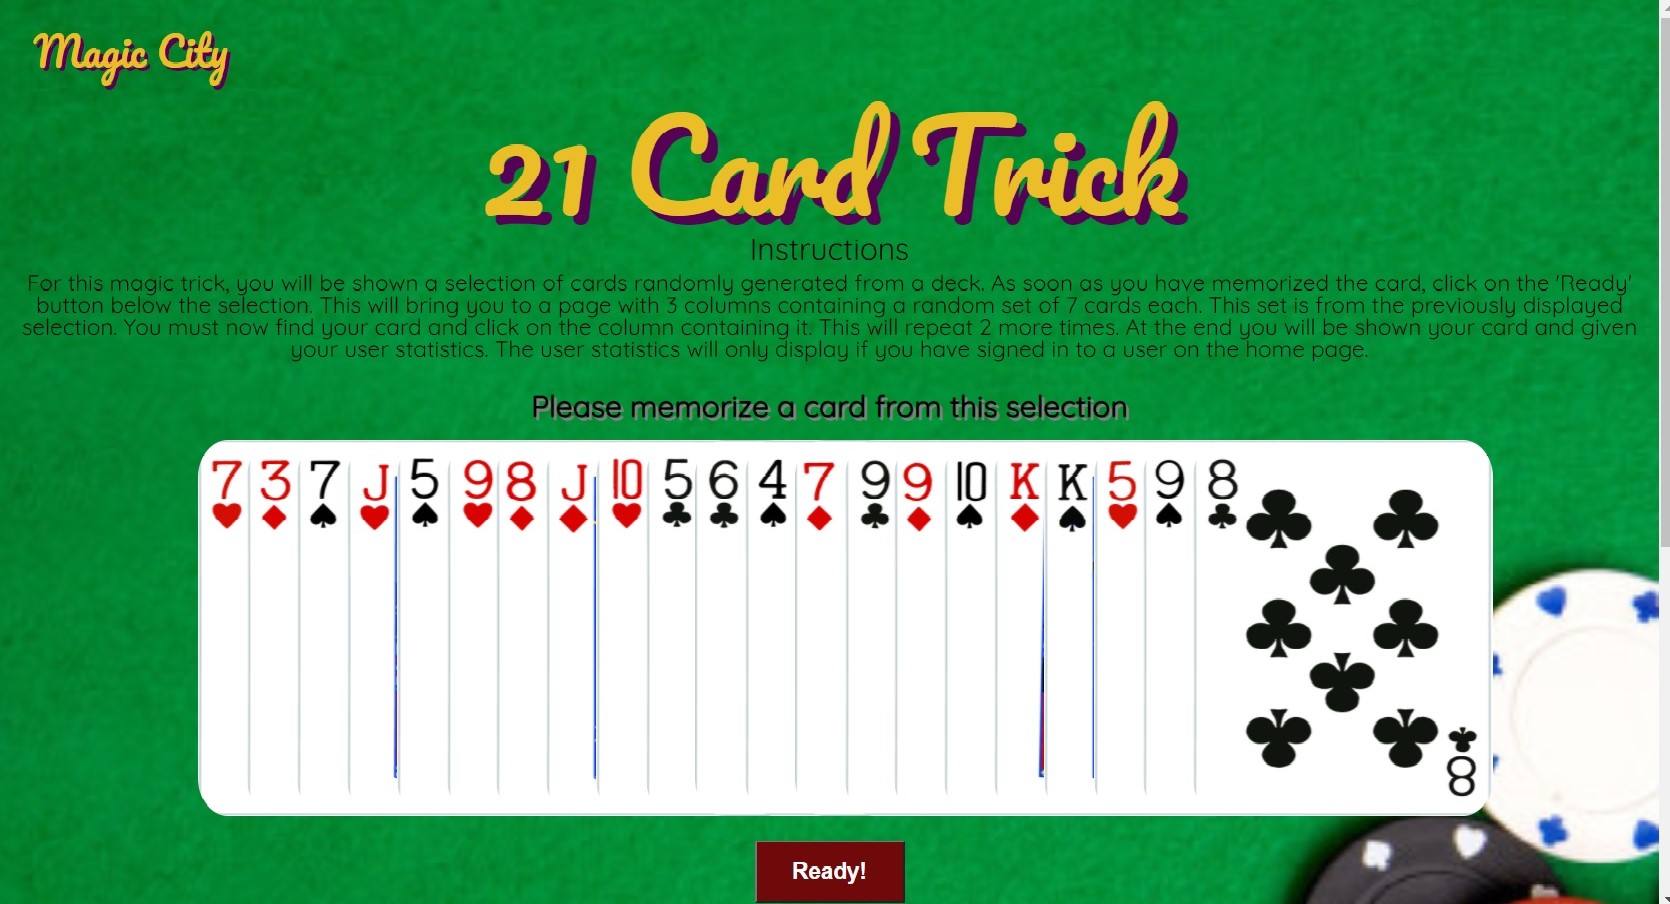 Magic City
21 Card Trick
Instructions
For this magic trick, you will be shown a selection of cards randomly generated from a deck. As soon as you have memorized the card, click on the 'Ready'
button below the selection. This will bring you to a page with 3 columns containing a random set of 7 cards each. This set is from the previously displayed
selection. You must now find your card and click on the column containing it. This will repeat 2 more times. At the end you will be shown your card and given
your user statistics. The user statistics will only display if you have signed in to a user on the home page.
Please memorize a card from this selection
7 3 7 J 5 9 8 J 10 5 6 4 7 9 9 10 K K 5 9 8
8
Ready!